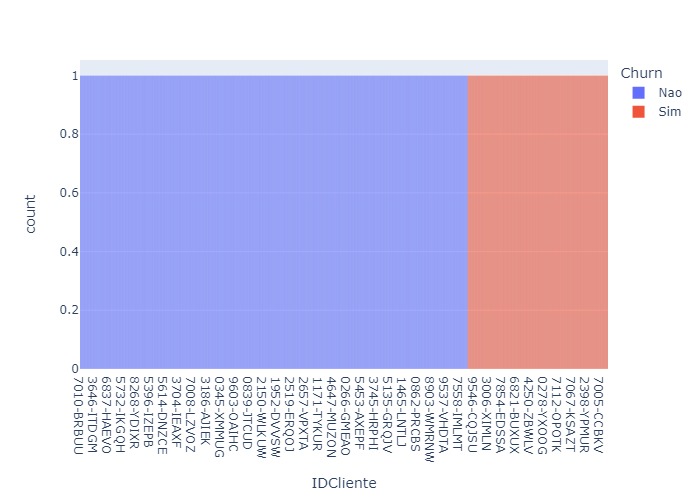 Churn
Nao
Sim
1
0.8
0.6
0.4
0.2
0
count
7010-BRBUU
3646-ITDGM
6837-HAEVO
5732-IKGQH
8268-YDIXR
5396-IZEPB
5614-DNZCE
3704-IEAXF
7008-LZVOZ
3186-AJIEK
0345-XMMUG
9603-OAIHC
0839-JTCUD
2150-WLKUW
1952-DVVSW
2519-ERQOJ
2657-VPXTA
1171-TYKUR
4647-MUZON
0266-GMEAO
5453-AXEPF
3745-HRPHI
5135-GRQJV
1465-LNTLJ
0862-PRCBS
8903-WMRNW
9537-VHDTA
7558-IMLMT
9546-CQJSU
3006-XIMLN
7854-EDSSA
6821-BUXUX
4250-ZBWLV
0278-YXOOG
7112-OPOTK
7067-KSAZT
2398-YPMUR
7005-CCBKV
IDCliente